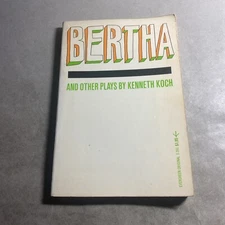 BERTHA
AND OTHER PLAYS BY KENNETH KOCH